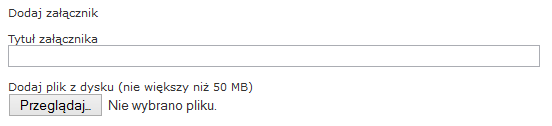 Dodaj załącznik
Tytuł załącznika
Dodaj plik z dysku (nie większy niż 50 MB)
Przeglądaj... Nie wybrano pliku.